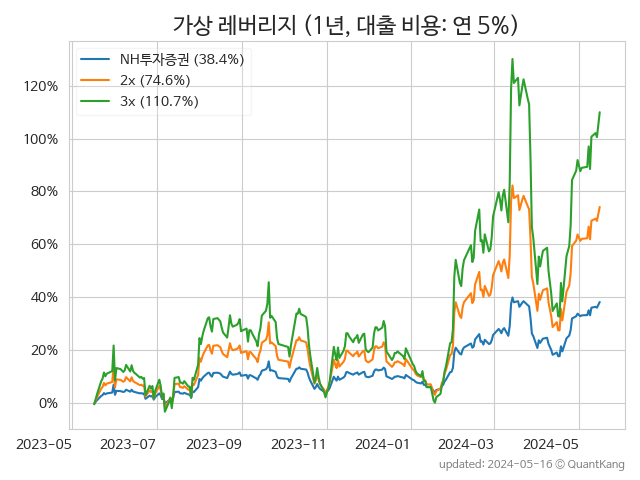 가상 레버리지 (1년, 대출 비용: 연 5%)
NH투자증권 (38.4%)
2x (74.6%)
3x (110.7%)
120%
100%
80%
60%
40%
20%
0%
2023-05 2023-07 2023-09 2023-11 2024-01 2024-03 2024-05
updated: 2024-05-16 © QuantKang